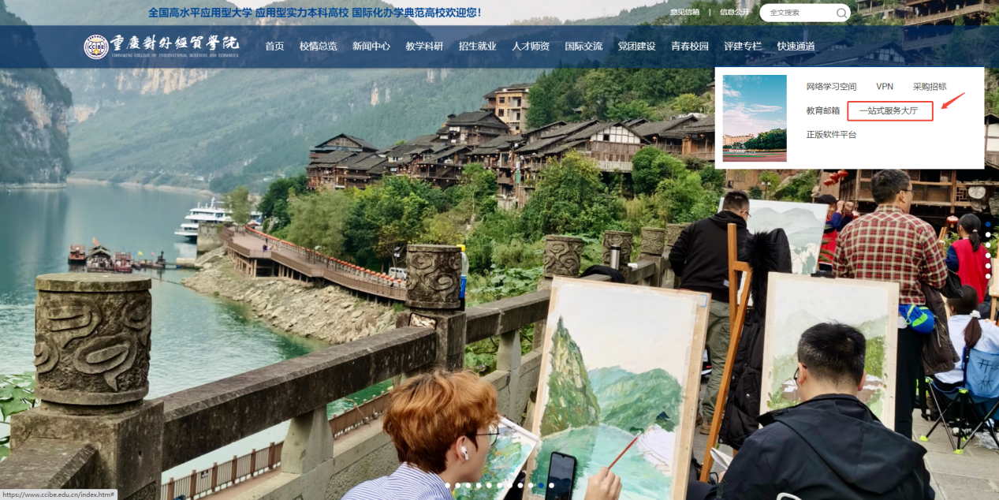 全国高水平应用型大学 应用型实力本科高校 国际化办学典范高校欢迎您！
意见信箱 | 信息公开 全文搜索
重庆对外经贸学院
CHONGQING COLLEGE OF INTERNATIONAL BUSINESS AND ECONOMICS
CCIBE
首页 校情总览 新闻中心 教学科研 招生就业 人才师资 国际交流 党团建设 青春校园 评建专栏 快速通道
网络学习空间 VPN 采购招标
教育邮箱 一站式服务大厅
正版软件平台
https://www.ccibe.edu.cn/index.htm#